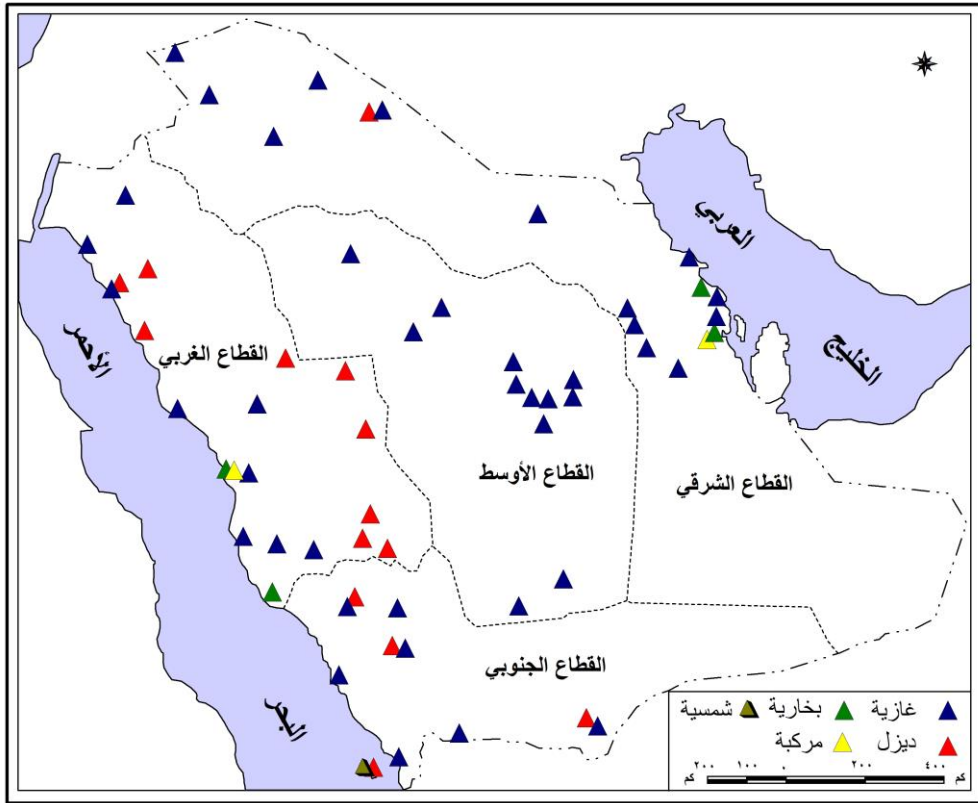 العربي
الخليج
الأحمر
القطاع الغربي
القطاع الأوسط
القطاع الشرقي
القطاع الجنوبي
البحر
غازية بخارية شمسية
ديزل مركبة
كم ٤٠٠ ٢٠٠ ٠ ١٠٠ ٢٠٠ كم